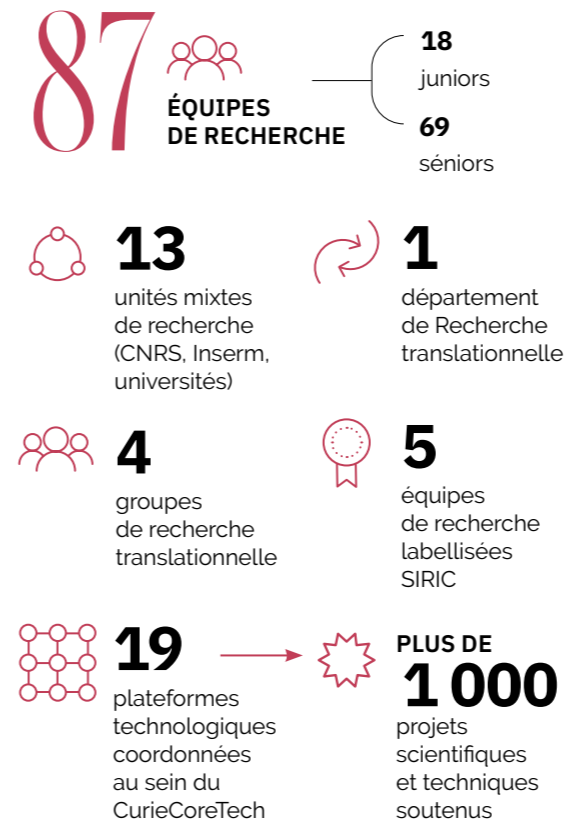 87
ÉQUIPES
DE RECHERCHE
18
juniors
69
séniors
13
unités mixtes
de recherche
(CNRS, Inserm,
universités)
1
département
de Recherche
translationnelle
4
groupes
de recherche
translationnelle
5
équipes
de recherche
labellisées
SIRIC
19
plateformes
technologiques
coordonnées
au sein du
CurieCoreTech
PLUS DE
1 000
projets
scientifiques
et techniques
soutenus